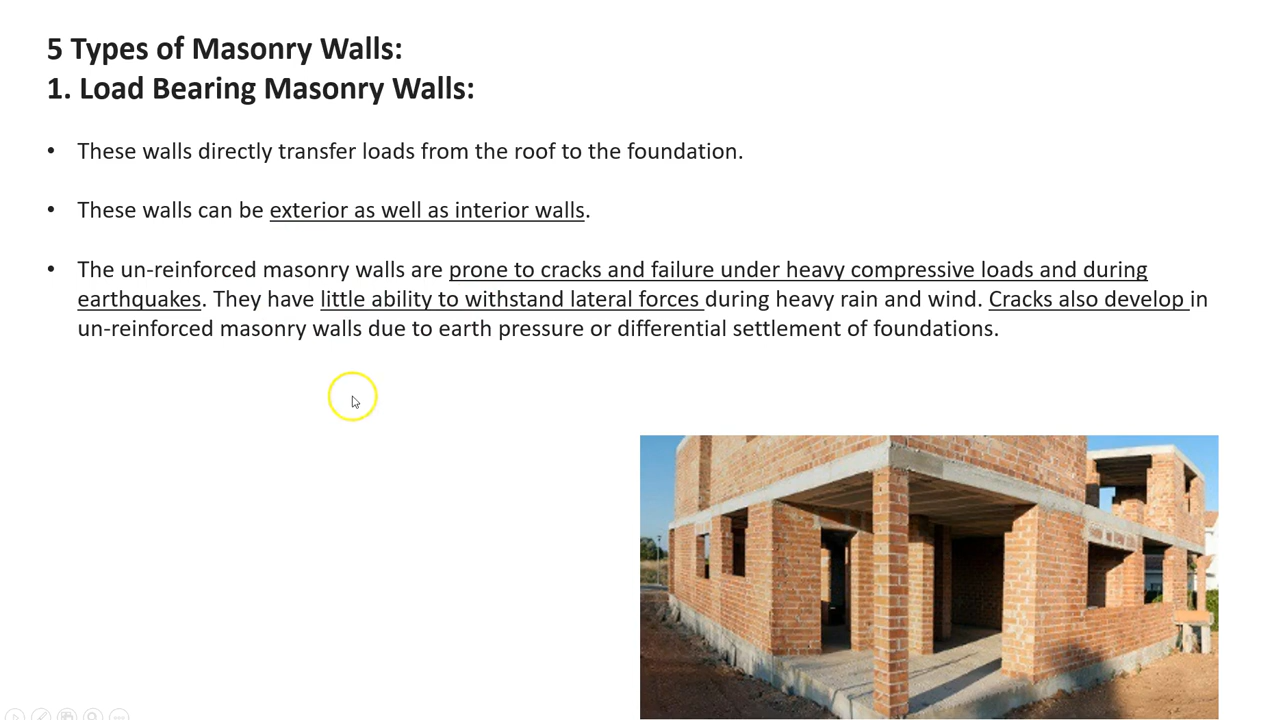 5 Types of Masonry Walls:
1. Load Bearing Masonry Walls:
• These walls directly transfer loads from the roof to the foundation.
• These walls can be exterior as well as interior walls.
• The un-reinforced masonry walls are prone to cracks and failure under heavy compressive loads and during
earthquakes. They have little ability to withstand lateral forces during heavy rain and wind. Cracks also develop in
un-reinforced masonry walls due to earth pressure or differential settlement of foundations.